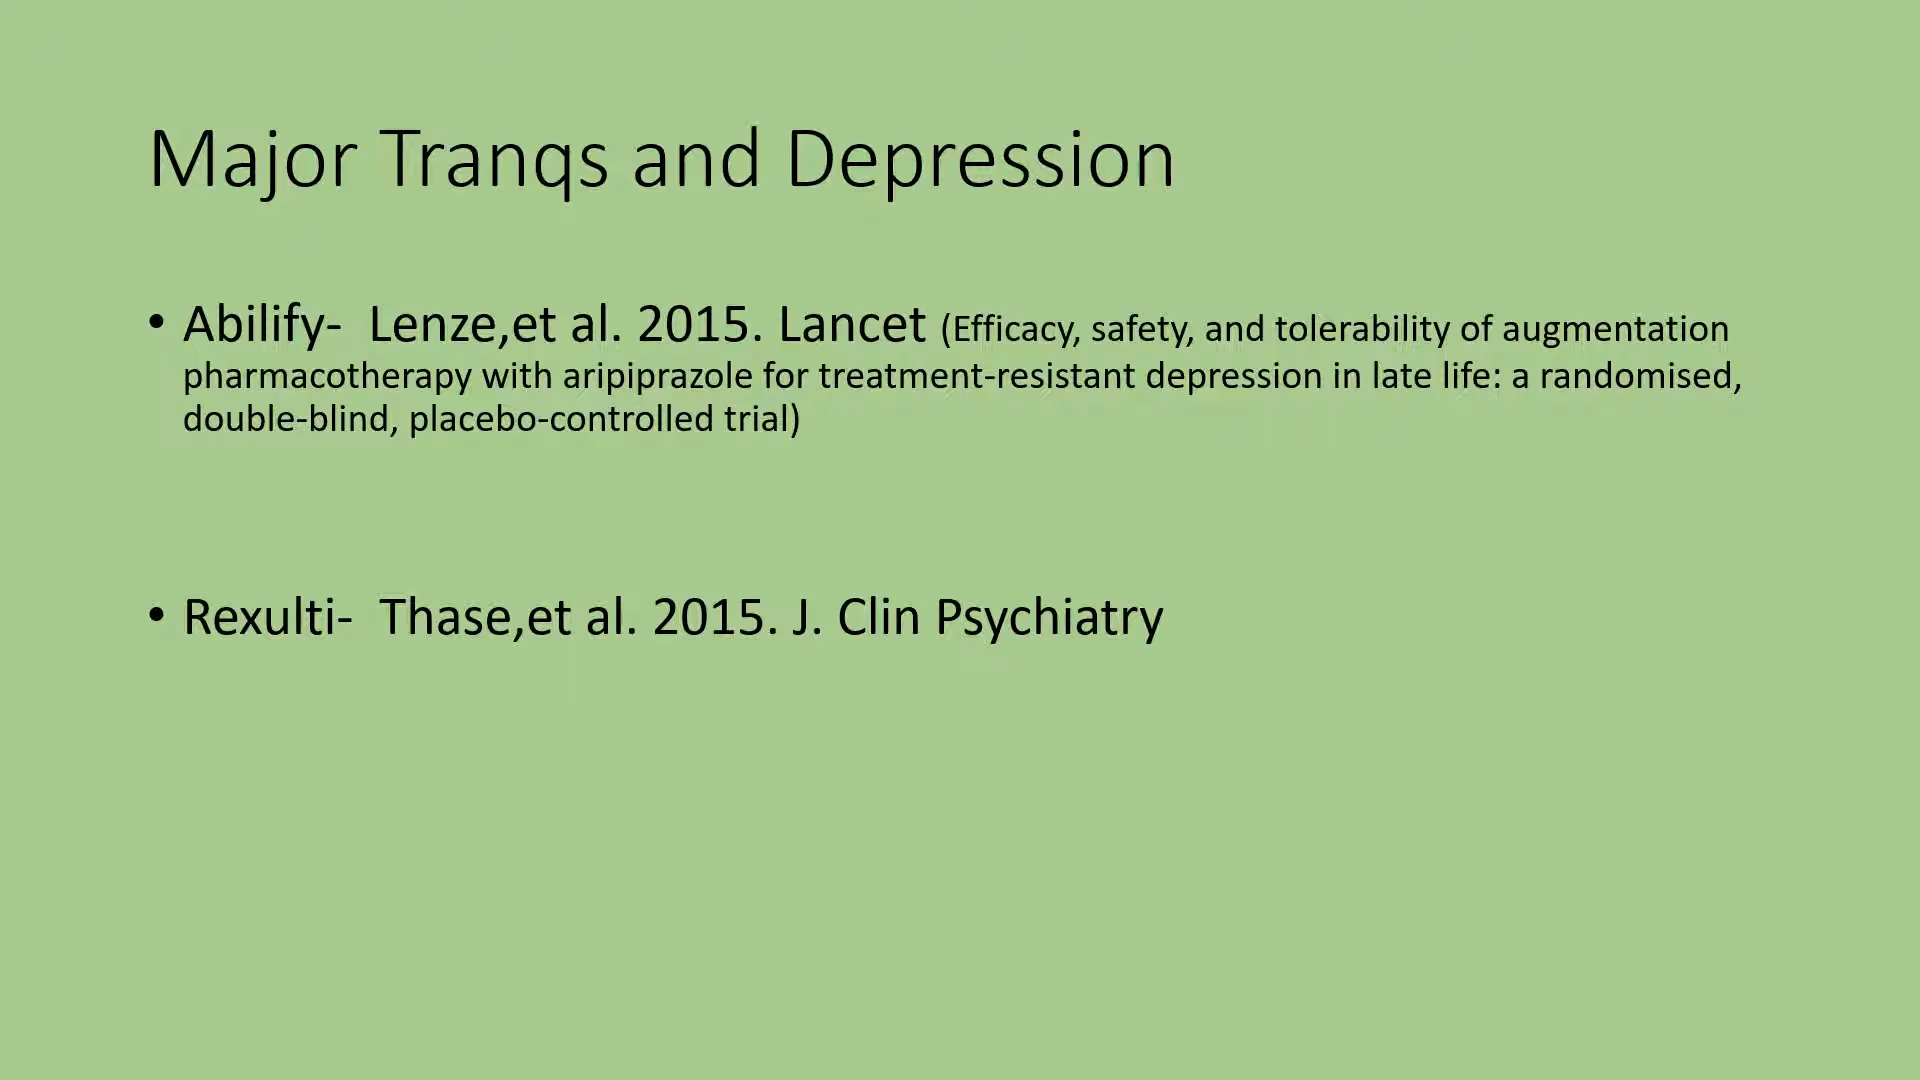 Major Tranqs and Depression
• Abilify-  Lenze,et al. 2015. Lancet (Efficacy, safety, and tolerability of augmentation
pharmacotherapy with aripiprazole for treatment-resistant depression in late life: a randomised,
double-blind, placebo-controlled trial)
• Rexulti-  Thase,et al. 2015. J. Clin Psychiatry